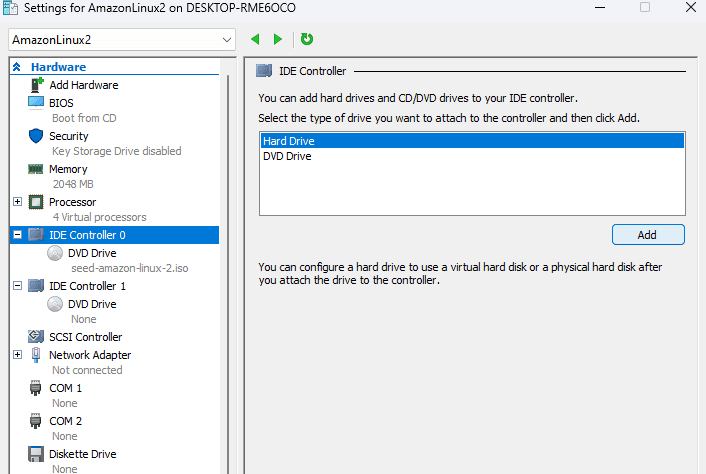 Settings for AmazonLinux2 on DESKTOP-RME6OCO
AmazonLinux2
Hardware
Add Hardware
BIOS
Boot from CD
Security
Key Storage Drive disabled
Memory
2048 MB
Processor
4 Virtual processors
IDE Controller 0
DVD Drive
seed-amazon-linux-2.iso
IDE Controller 1
DVD Drive
None
SCSI Controller
Network Adapter
Not connected
COM 1
None
COM 2
None
Diskette Drive
None
IDE Controller
You can add hard drives and CD/DVD drives to your IDE controller.
Select the type of drive you want to attach to the controller and then click Add.
Hard Drive
DVD Drive
Add
You can configure a hard drive to use a virtual hard disk or a physical hard disk after
you attach the drive to the controller.